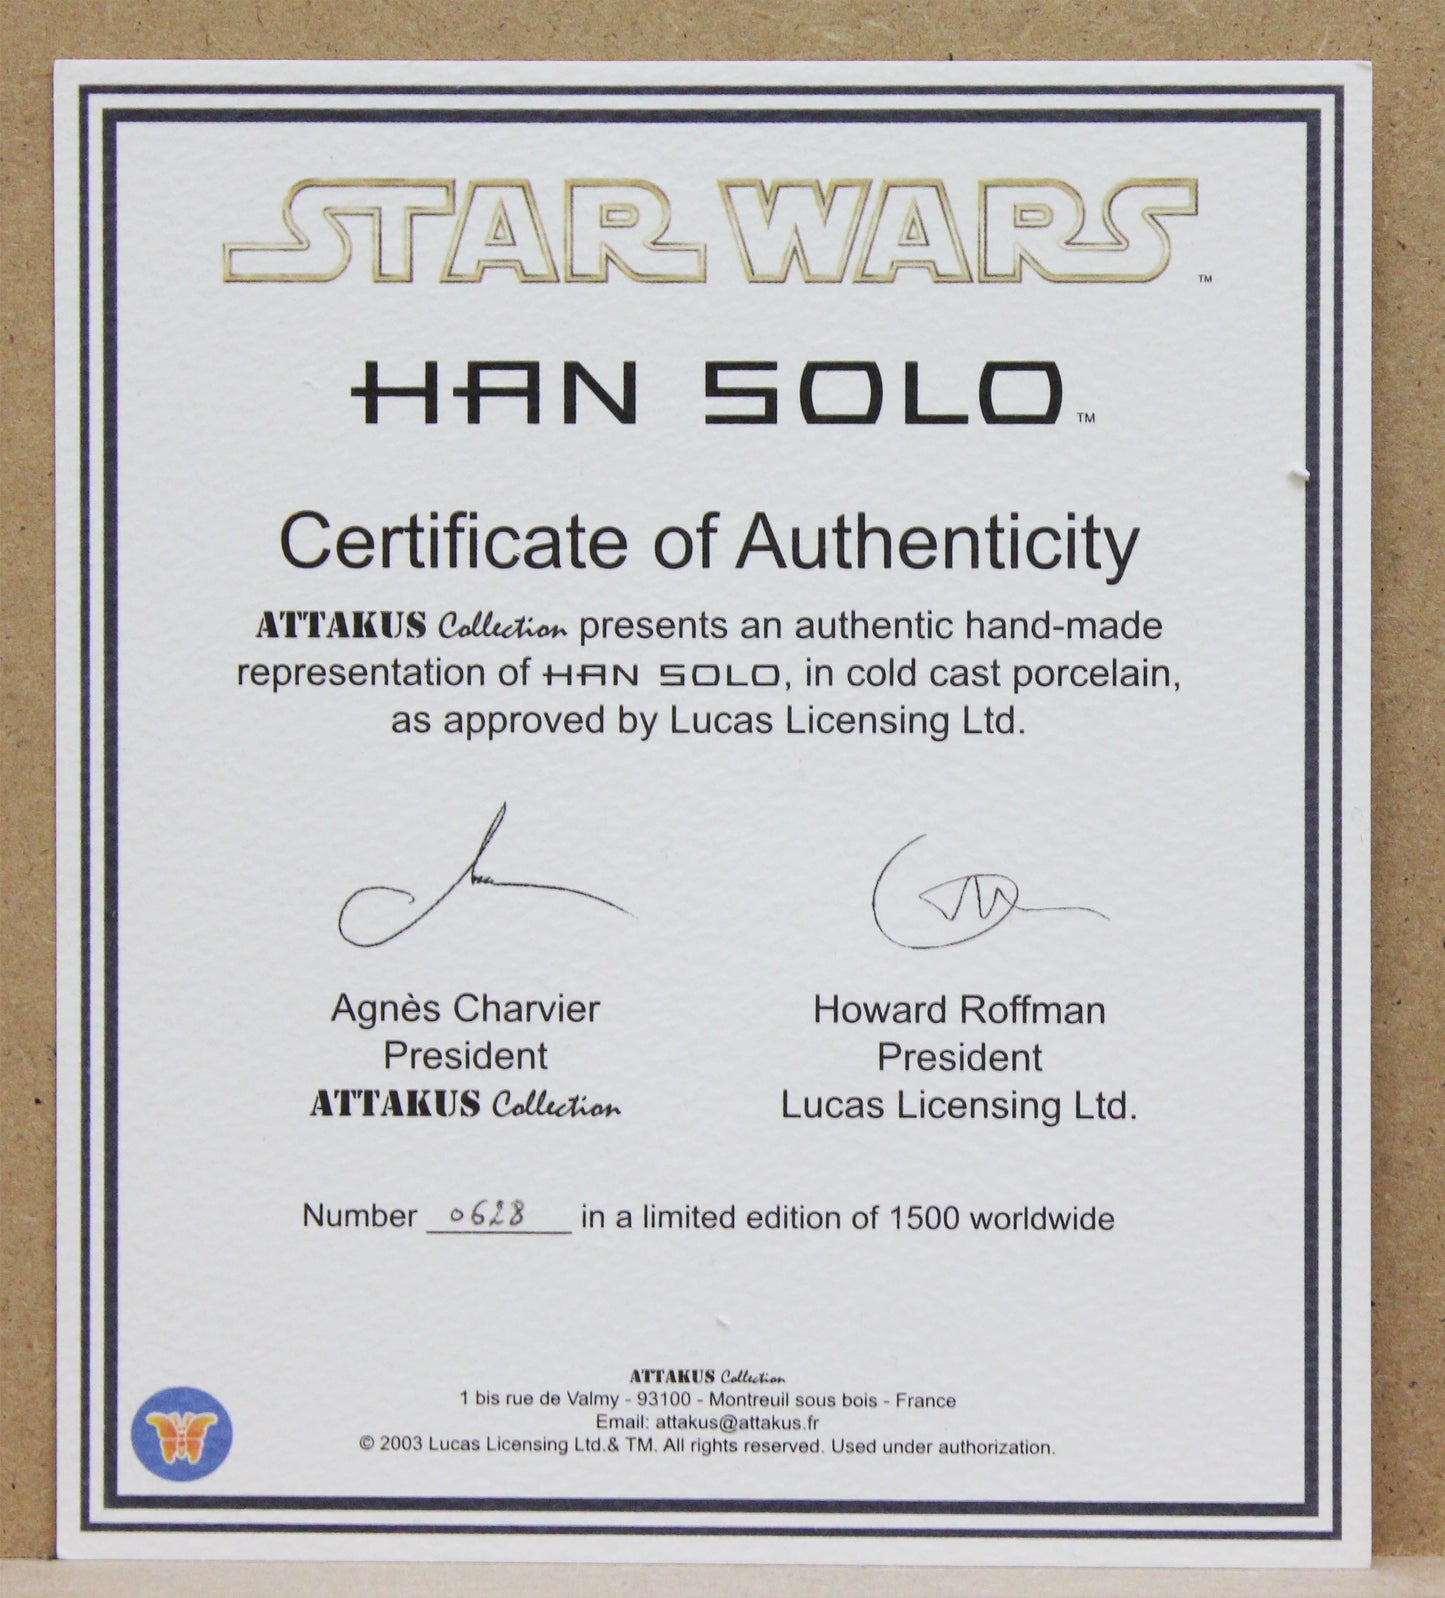 STAR WARS™
HAN SOLO™
Certificate of Authenticity
ATTAKUS Collection presents an authentic hand-made
representation of HAN SOLO, in cold cast porcelain,
as approved by Lucas Licensing Ltd.
Agnès Charvier
President
ATTAKUS Collection
Howard Roffman
President
Lucas Licensing Ltd.
Number 0628 in a limited edition of 1500 worldwide
ATTAKUS Collection
1 bis rue de Valmy - 93100 - Montreuil sous bois - France
Email: attakus@attakus.fr
© 2003 Lucas Licensing Ltd.& TM. All rights reserved. Used under authorization.